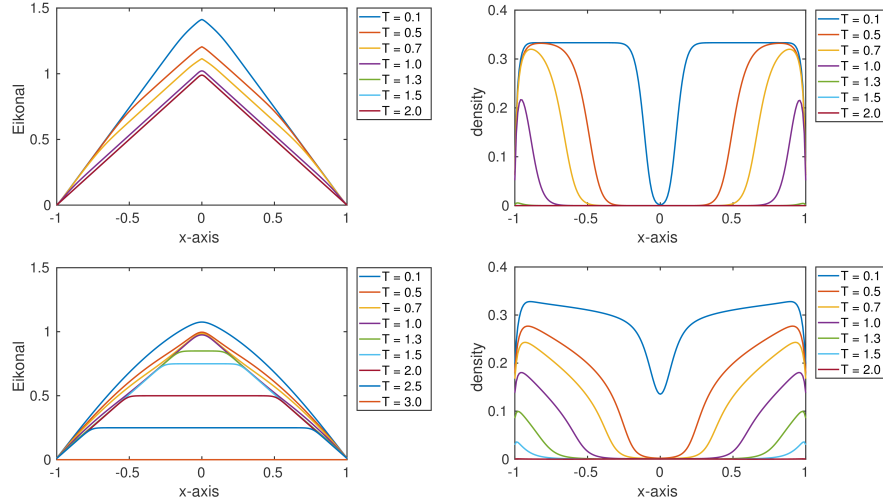 Eikonal
1.5
1
0.5
0
-1 -0.5 0 0.5 1
x-axis
T = 0.1
T = 0.5
T = 0.7
T = 1.0
T = 1.3
T = 1.5
T = 2.0
density
0.4
0.3
0.2
0.1
0
-1 -0.5 0 0.5 1
x-axis
T = 0.1
T = 0.5
T = 0.7
T = 1.0
T = 1.3
T = 1.5
T = 2.0
Eikonal
1.5
1
0.5
0
-1 -0.5 0 0.5 1
x-axis
T = 0.1
T = 0.5
T = 0.7
T = 1.0
T = 1.3
T = 1.5
T = 2.0
T = 2.5
T = 3.0
density
0.4
0.3
0.2
0.1
0
-1 -0.5 0 0.5 1
x-axis
T = 0.1
T = 0.5
T = 0.7
T = 1.0
T = 1.3
T = 1.5
T = 2.0